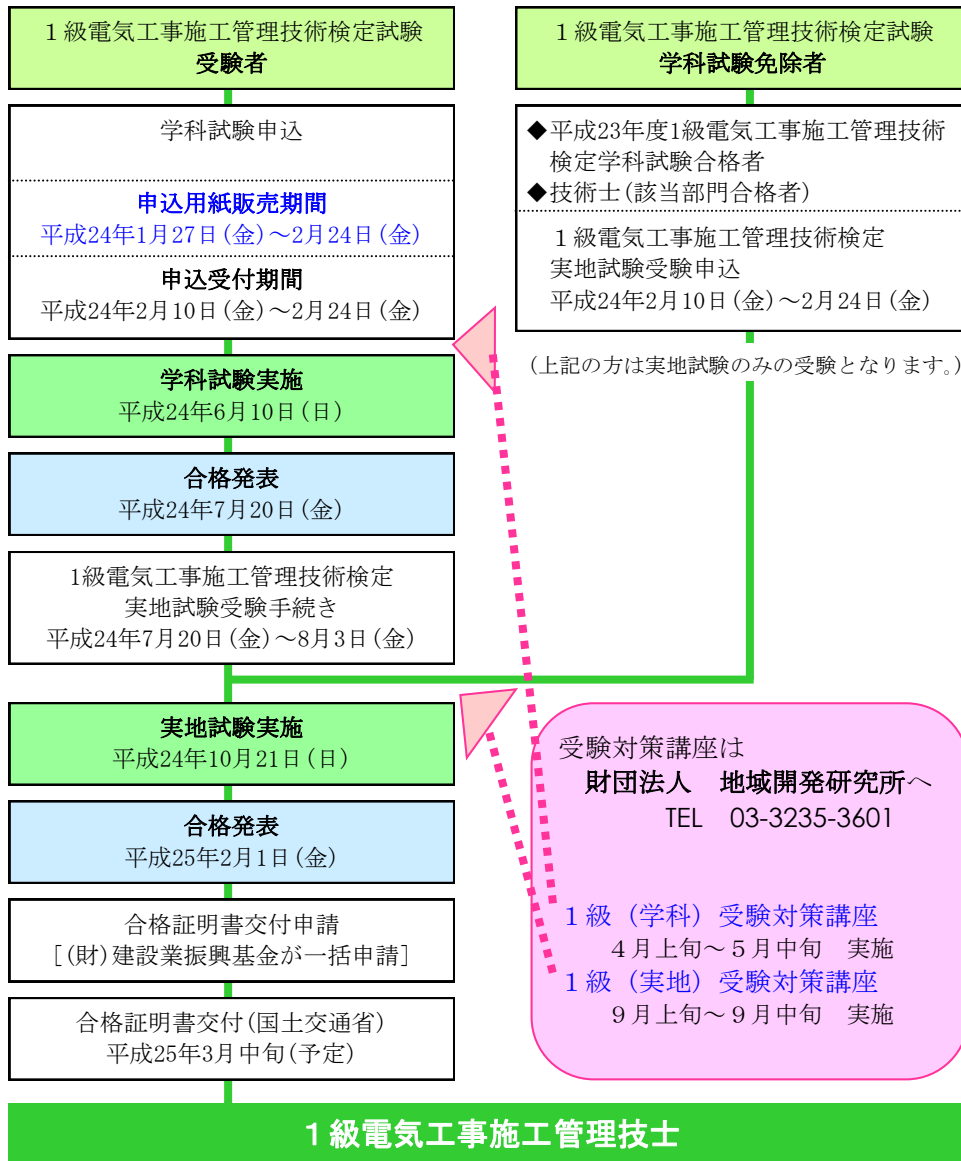 １級電気工事施工管理技術検定試験
受験者
学科試験申込
申込用紙販売期間
平成24年1月27日(金)～2月24日(金)
申込受付期間
平成24年2月10日(金)～2月24日(金)
学科試験実施
平成24年6月10日(日)
合格発表
平成24年7月20日(金)
1級電気工事施工管理技術検定
実地試験受験手続き
平成24年7月20日(金)～8月3日(金)
実地試験実施
平成24年10月21日(日)
合格発表
平成25年2月1日(金)
合格証明書交付申請
[(財)建設業振興基金が一括申請]
合格証明書交付(国土交通省)
平成25年3月中旬(予定)
１級電気工事施工管理技術検定試験
学科試験免除者
◆平成23年度1級電気工事施工管理技術
検定学科試験合格者
◆技術士(該当部門合格者)
１級電気工事施工管理技術検定
実地試験受験申込
平成24年2月10日(金)～2月24日(金)
(上記の方は実地試験のみの受験となります。)
受験対策講座は
財団法人　地域開発研究所へ
TEL　03-3235-3601
１級（学科）受験対策講座
４月上旬～５月中旬　実施
１級（実地）受験対策講座
９月上旬～９月中旬　実施
１級電気工事施工管理技士